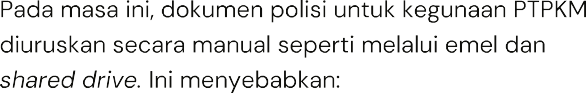 Pada masa ini, dokumen polisi untuk kegunaan PTPKM
diuruskan secara manual seperti melalui emel dan
shared drive. Ini menyebabkan: